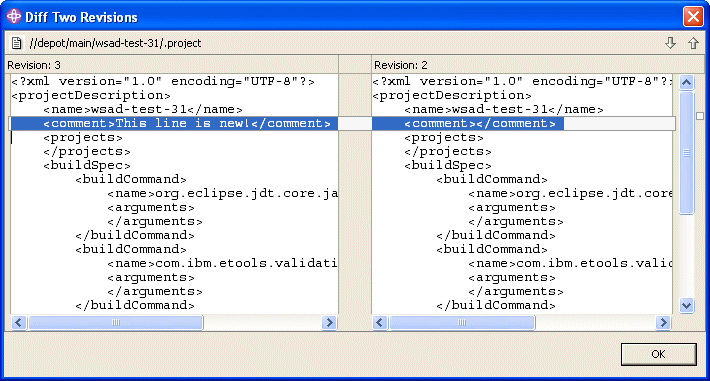 Diff Two Revisions
//depot/main/wsad-test-31/.project
Revision: 3
<?xml version="1.0" encoding="UTF-8"?>
<projectDescription>
<name>wsad-test-31</name>
<comment>This line is new!</comment>
<projects>
</projects>
<buildSpec>
<buildCommand>
<name>org.eclipse.jdt.core.ja
<arguments>
</arguments>
</buildCommand>
<buildCommand>
<name>com.ibm.etools.validati
<arguments>
</arguments>
</buildCommand>
Revision: 2
<?xml version="1.0" encoding="UTF-8"?>
<projectDescription>
<name>wsad-test-31</name>
<comment></comment>
<projects>
</projects>
<buildSpec>
<buildCommand>
<name>org.eclipse.jdt.core
<arguments>
</arguments>
</buildCommand>
<buildCommand>
<name>com.ibm.etools.valida
<arguments>
</arguments>
</buildCommand>
OK